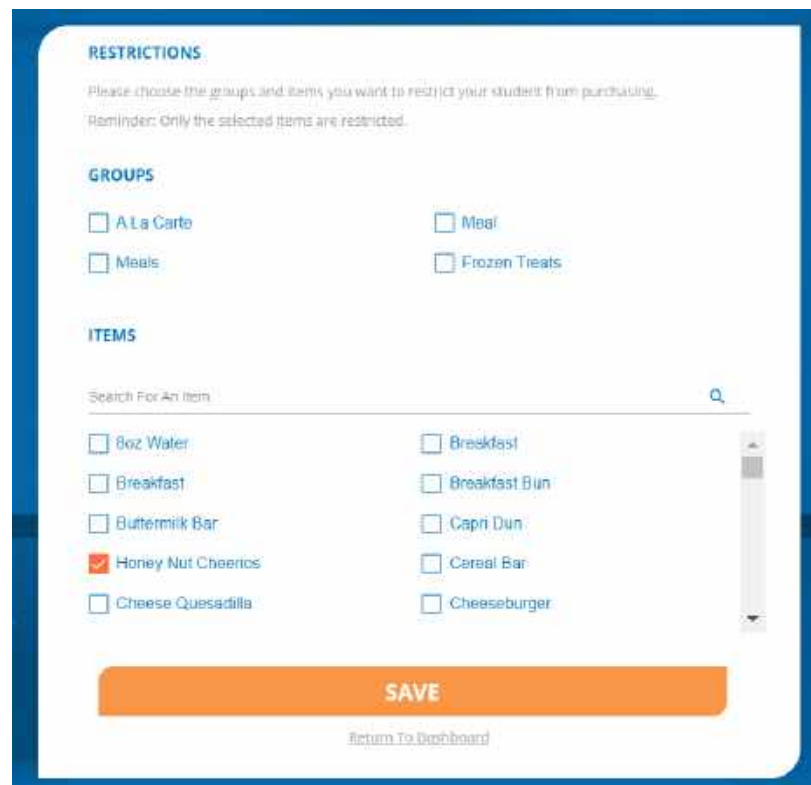 RESTRICTIONS
Please choose the groups and items you want to restrict your student from purchasing.
Reminder: Only the selected items are restricted.
GROUPS
A La Carte
Meal
Meals
Frozen Treats
ITEMS
Search For An Item
8oz Water
Breakfast
Breakfast
Breakfast Bun
Buttermilk Bar
Capri Dun
Honey Nut Cheerios
Cereal Bar
Cheese Quesadilla
Cheeseburger
SAVE
Return To Dashboard